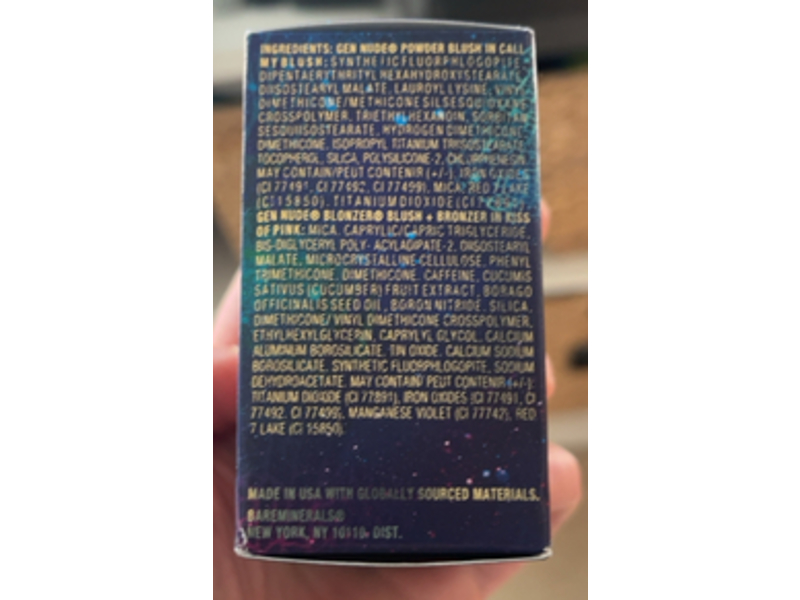 INGREDIENTS: GEN NUDE® POWDER BLUSH IN CALL
MY BLUSH: SYNTHETIC FLUORPHLOGOPITE,
DIPENTAERYTHRITYL HEXAHYDROXYSTEARATE,
DIISOSTEARYL MALATE, LAUROYL LYSINE, VINYL
DIMETHICONE/METHICONE SILSESQUIOXANE
CROSSPOLYMER, TRIETHYLHEXANOIN, SORBITAN
SESQUIISOSTEARATE, HYDROGEN DIMETHICONE,
DIMETHICONE, ISOPROPYL TITANIUM TRIISOSTEARATE,
TOCOPHEROL, SILICA, POLYSILICONE-2, CHLORPHENESIN.
MAY CONTAIN/PEUT CONTENIR (+/-): IRON OXIDES
(CI 77491, CI 77492, CI 77499), MICA, RED 7 LAKE
(CI 15850), TITANIUM DIOXIDE (CI
GEN NUDE® BLONZER® BLUSH + BRONZER IN KISS
OF PINK: MICA, CAPRYLIC/CAPRIC TRIGLYCERIDE,
BIS-DIGLYCERYL POLY- ACYLADIPATE-2, DIISOSTEARYL
MALATE, MICROCRYSTALLINE CELLULOSE, PHENYL
TRIMETHICONE, DIMETHICONE, CAFFEINE, CUCUMIS
SATIVUS (CUCUMBER) FRUIT EXTRACT, BORAGO
OFFICINALIS SEED OIL, BORON NITRIDE, SILICA,
DIMETHICONE/ VINYL DIMETHICONE CROSSPOLYMER,
ETHYLHEXYLGLYCERIN, CAPRYLYL GLYCOL, CALCIUM
ALUMINUM BOROSILICATE, TIN OXIDE, CALCIUM SODIUM
BOROSILICATE, SYNTHETIC FLUORPHLOGOPITE, SODIUM
DEHYDROACETATE. MAY CONTAIN/ PEUT CONTENIR (+/-):
TITANIUM DIOXIDE (CI 77891), IRON OXIDES (CI 77491, CI
77492, CI 77499), MANGANESE VIOLET (CI 77742), RED
7 LAKE (CI 15850).
MADE IN USA WITH GLOBALLY SOURCED MATERIALS.
BAREMINERALS®
NEW YORK, NY 10110. DIST.